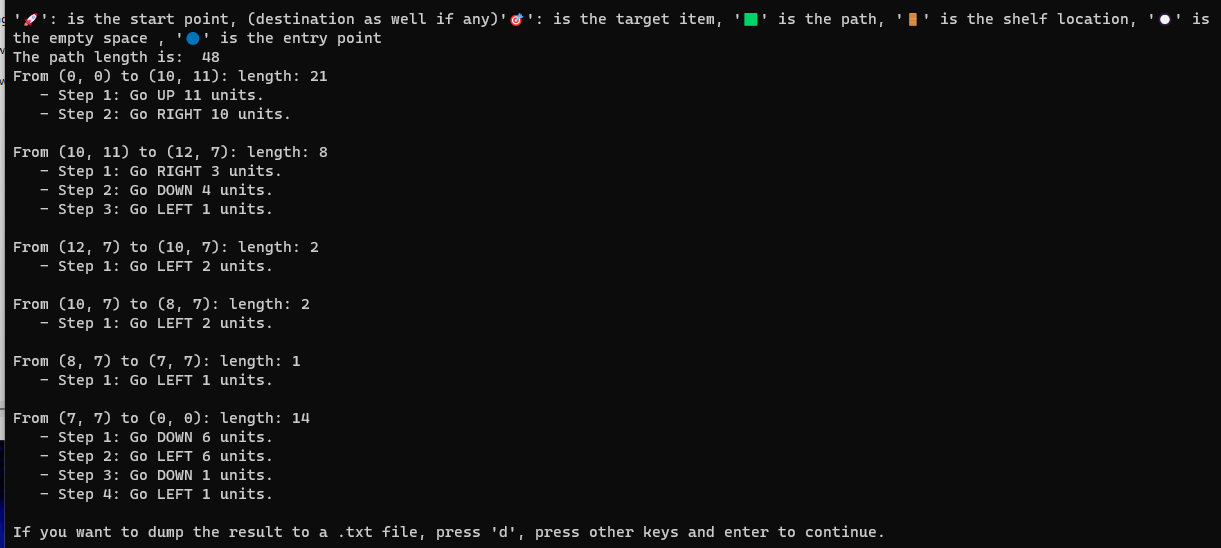 '🚀': is the start point, (destination as well if any)'🎯': is the target item, '🟩' is the path, '🚪' is the shelf location, '⚪' is
the empty space , '🔵' is the entry point
The path length is:  48
From (0, 0) to (10, 11): length: 21
   - Step 1: Go UP 11 units.
   - Step 2: Go RIGHT 10 units.

From (10, 11) to (12, 7): length: 8
   - Step 1: Go RIGHT 3 units.
   - Step 2: Go DOWN 4 units.
   - Step 3: Go LEFT 1 units.

From (12, 7) to (10, 7): length: 2
   - Step 1: Go LEFT 2 units.

From (10, 7) to (8, 7): length: 2
   - Step 1: Go LEFT 2 units.

From (8, 7) to (7, 7): length: 1
   - Step 1: Go LEFT 1 units.

From (7, 7) to (0, 0): length: 14
   - Step 1: Go DOWN 6 units.
   - Step 2: Go LEFT 6 units.
   - Step 3: Go DOWN 1 units.
   - Step 4: Go LEFT 1 units.

If you want to dump the result to a .txt file, press 'd', press other keys and enter to continue.